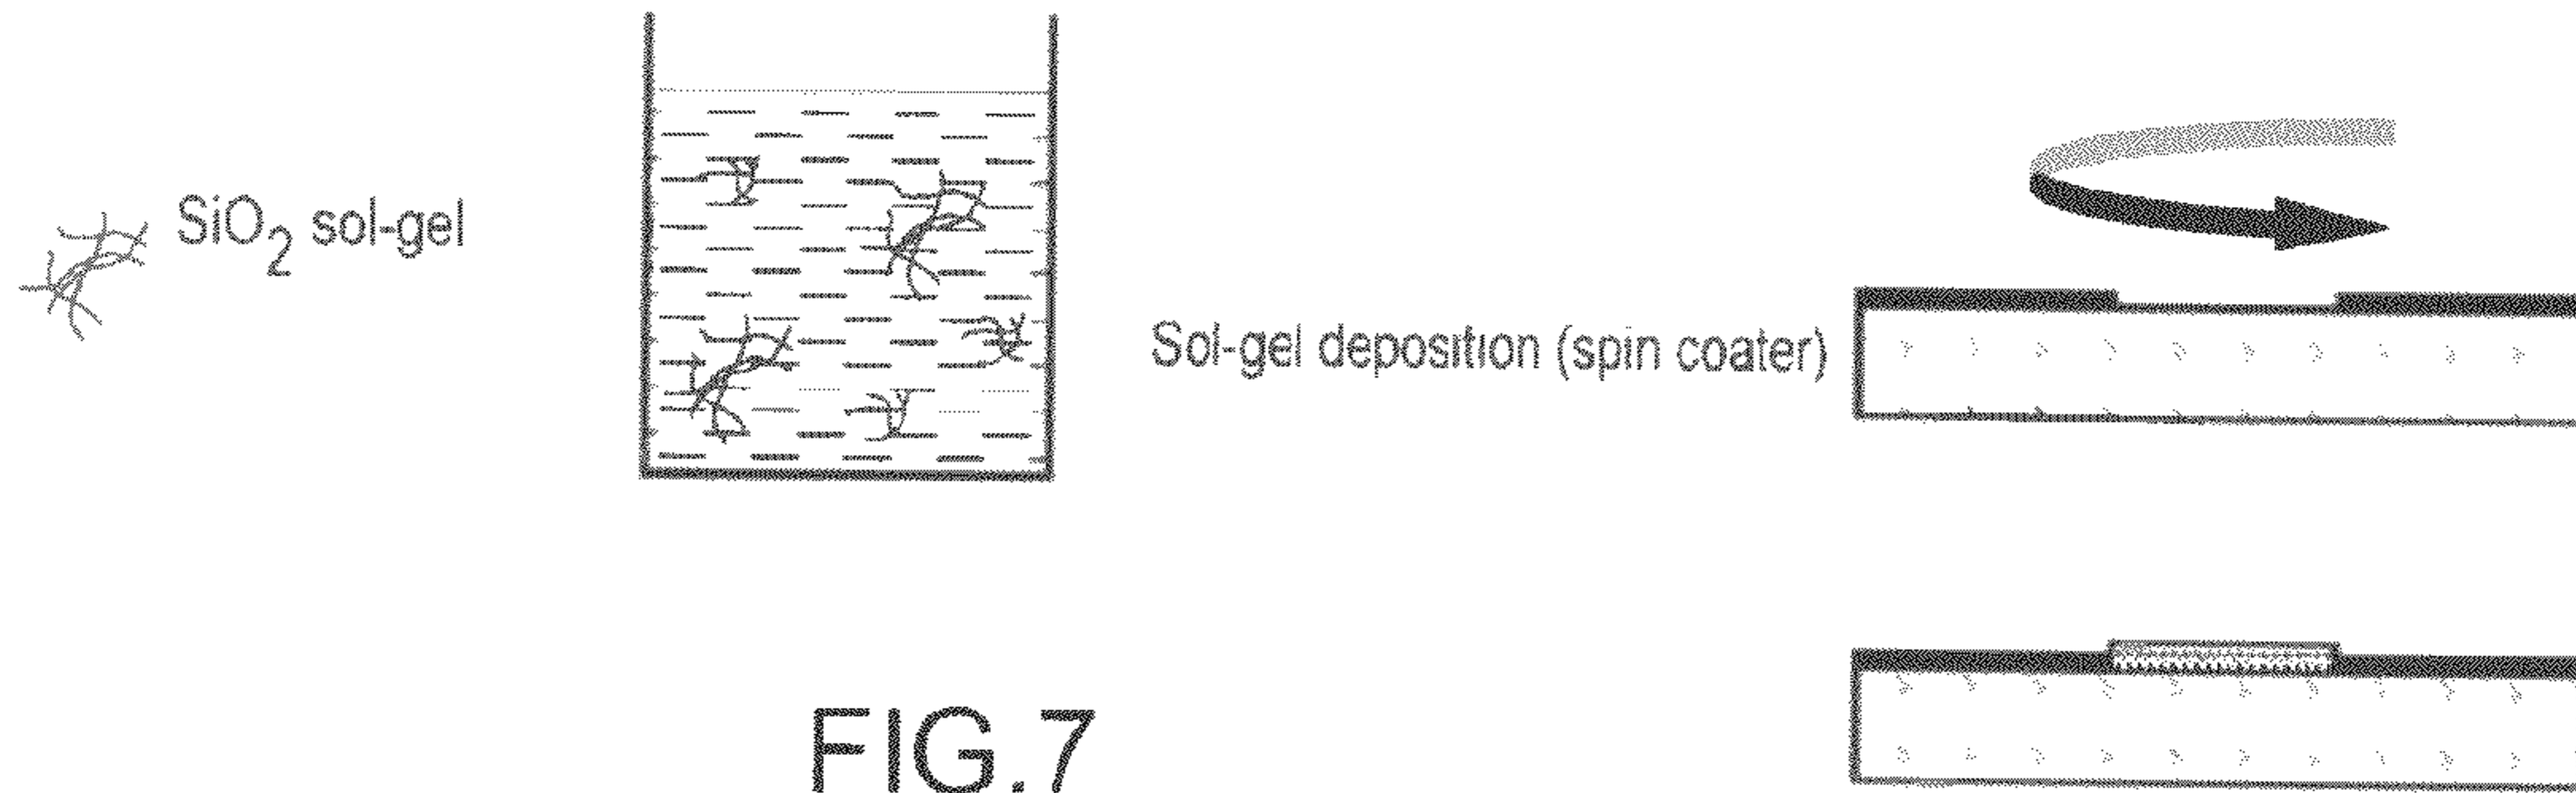 SiO₂ sol-gel
Sol-gel deposition (spin coater)
FIG.7